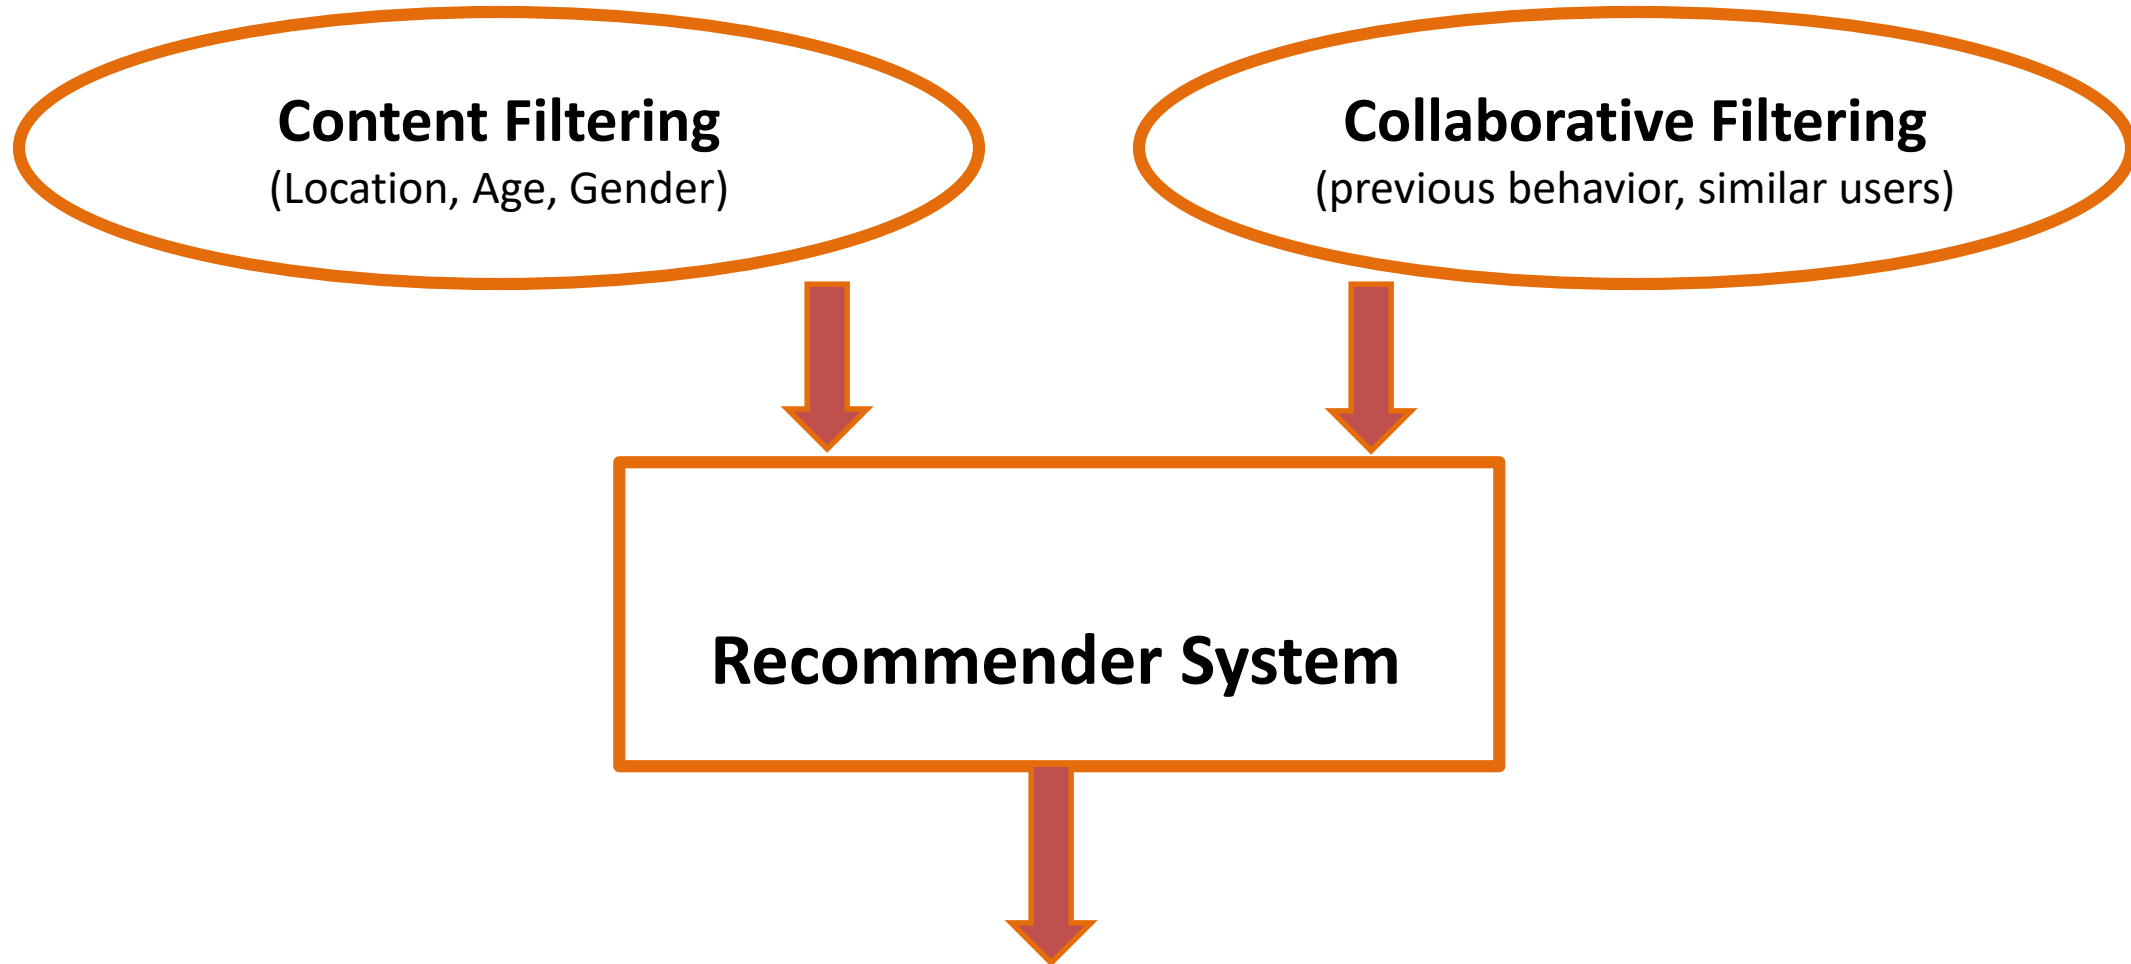 Content Filtering
(Location, Age, Gender)
Collaborative Filtering
(previous behavior, similar users)
Recommender System